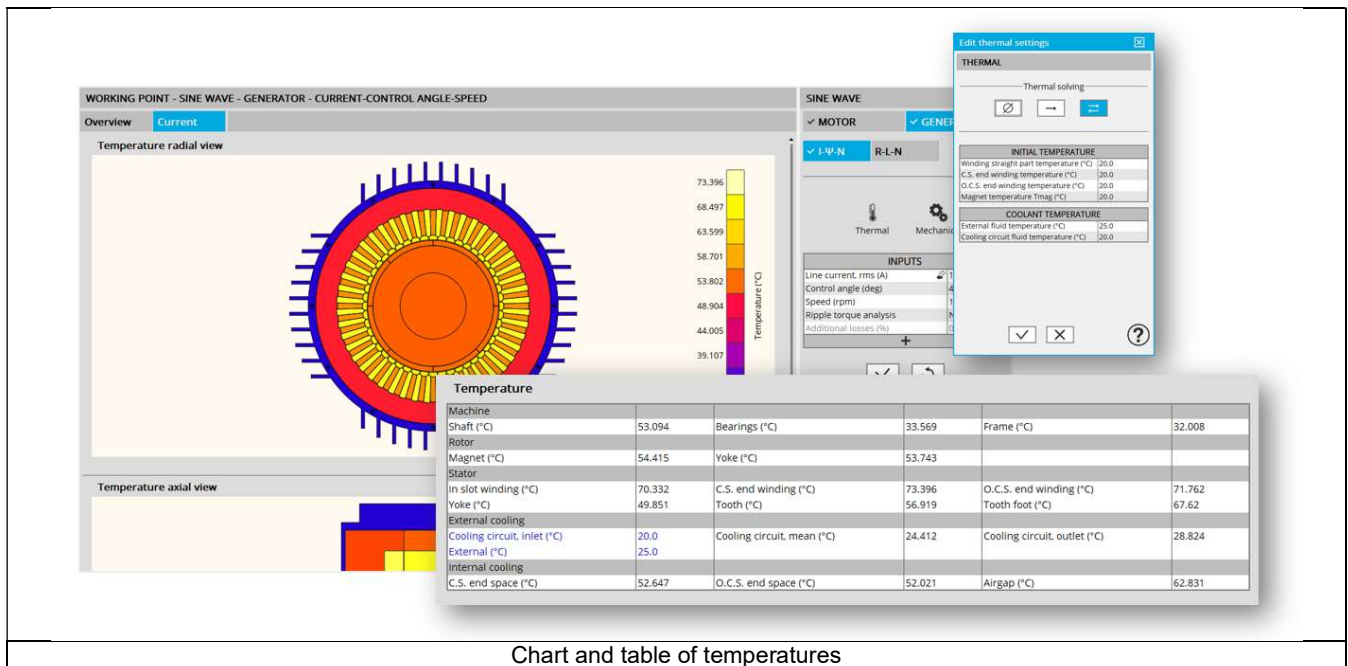 Edit thermal settings
THERMAL
Thermal solving
INITIAL TEMPERATURE
Winding straight part temperature (°C) 20.0
C.S. end winding temperature (°C) 20.0
O.C.S. end winding temperature (°C) 20.0
Magnet temperature Tmag (°C) 20.0
COOLANT TEMPERATURE
External fluid temperature (°C) 25.0
Cooling circuit fluid temperature (°C) 20.0
WORKING POINT - SINE WAVE - GENERATOR - CURRENT-CONTROL ANGLE-SPEED
Overview Current
Temperature radial view
73.396
68.497
63.599
58.701
53.802
48.904
44.005
39.107
Temperature (°C)
SINE WAVE
MOTOR GENER
I-Ψ-N R-L-N
Thermal Mechanic
INPUTS
Line current, rms (A) 1
Control angle (deg) 4
Speed (rpm) 1
Ripple torque analysis N
Additional losses (%) 0
+
Temperature axial view
Temperature
Machine
Shaft (°C) 53.094 Bearings (°C) 33.569 Frame (°C) 32.008
Rotor
Magnet (°C) 54.415 Yoke (°C) 53.743
Stator
In slot winding (°C) 70.332 C.S. end winding (°C) 73.396 O.C.S. end winding (°C) 71.762
Yoke (°C) 49.851 Tooth (°C) 56.919 Tooth foot (°C) 67.62
External cooling
Cooling circuit, inlet (°C) 20.0 Cooling circuit, mean (°C) 24.412 Cooling circuit, outlet (°C) 28.824
External (°C) 25.0
Internal cooling
C.S. end space (°C) 52.647 O.C.S. end space (°C) 52.021 Airgap (°C) 62.831
Chart and table of temperatures